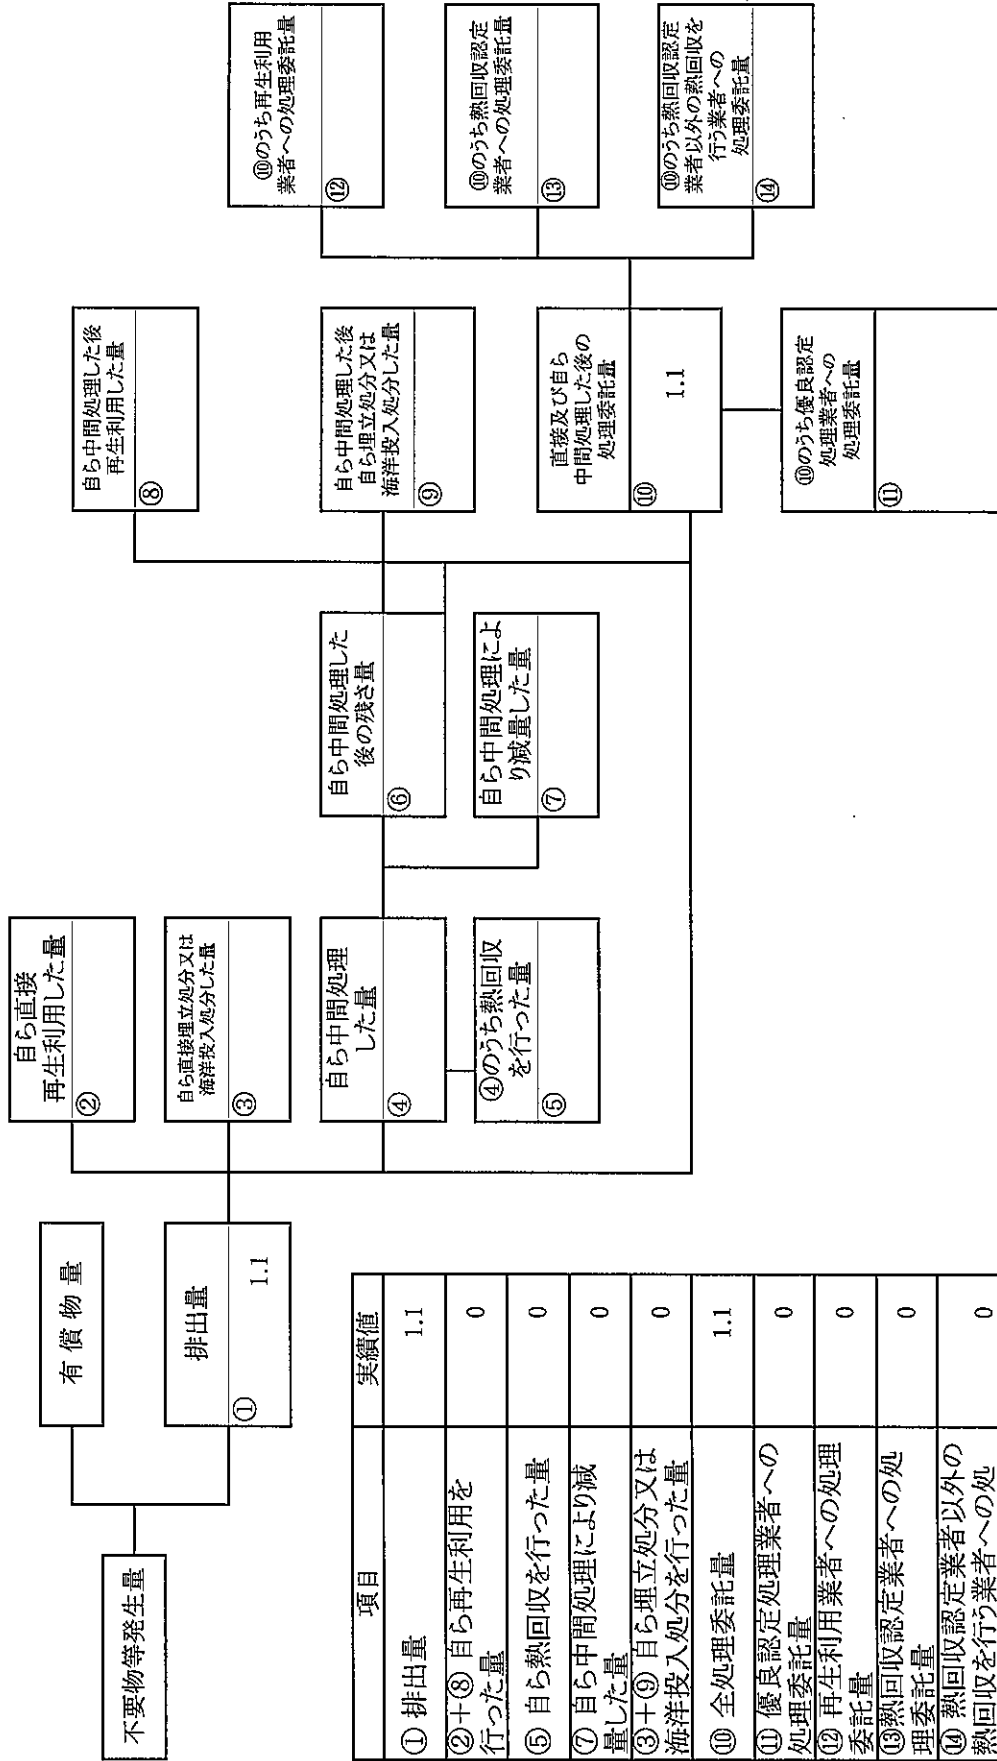 不要物等発生量
有償物量
排出量
①
1.1
自ら直接
再生利用した量
②
自ら直接埋立処分又は
海洋投入処分した量
③
自ら中間処理
した量
④
④のうち熱回収
を行った量
⑤
自ら中間処理した
後の残さ量
⑥
自ら中間処理によ
り減量した量
⑦
自ら中間処理した後
再生利用した量
⑧
自ら中間処理した後
自ら埋立処分又は
海洋投入処分した量
⑨
直接及び自ら
中間処理した後の
処理委託量
⑩
1.1
⑩のうち優良認定
処理業者への
処理委託量
⑪
⑩のうち再生利用
業者への処理委託量
⑫
⑩のうち熱回収認定
業者への処理委託量
⑬
⑩のうち熱回収認定
業者以外の熱回収を
行う業者への
処理委託量
⑭
項目 実績値
① 排出量 1.1
②+⑧ 自ら再生利用を
行った量 0
⑤ 自ら熱回収を行った量 0
⑦ 自ら中間処理により減
量した量 0
③+⑨ 自ら埋立処分又は
海洋投入処分を行った量 0
⑩ 全処理委託量 1.1
⑪ 優良認定処理業者への
処理委託量 0
⑫ 再生利用業者への処理
委託量 0
⑬熱回収認定業者への処
理委託量 0
⑭ 熱回収認定業者以外の
熱回収を行う業者への処 0